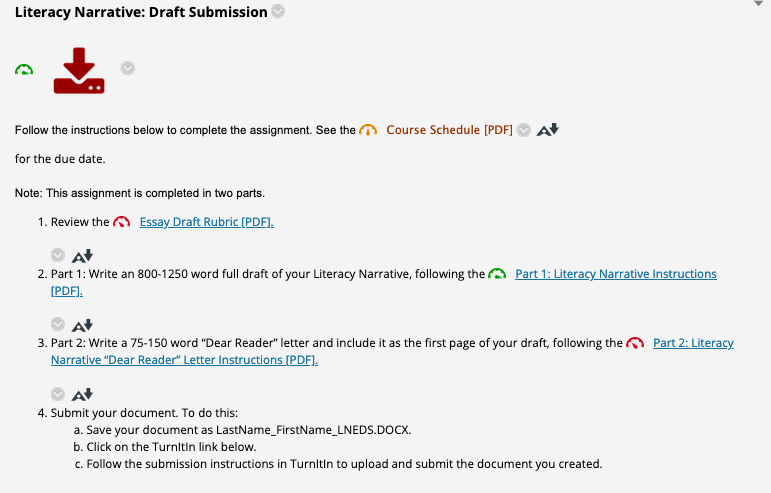 Literacy Narrative: Draft Submission
Follow the instructions below to complete the assignment. See the Course Schedule [PDF]
for the due date.
Note: This assignment is completed in two parts.
1. Review the Essay Draft Rubric [PDF].
2. Part 1: Write an 800-1250 word full draft of your Literacy Narrative, following the Part 1: Literacy Narrative Instructions
[PDF].
3. Part 2: Write a 75-150 word “Dear Reader” letter and include it as the first page of your draft, following the Part 2: Literacy
Narrative “Dear Reader” Letter Instructions [PDF].
4. Submit your document. To do this:
a. Save your document as LastName_FirstName_LNEDS.DOCX.
b. Click on the TurnItIn link below.
c. Follow the submission instructions in TurnItIn to upload and submit the document you created.